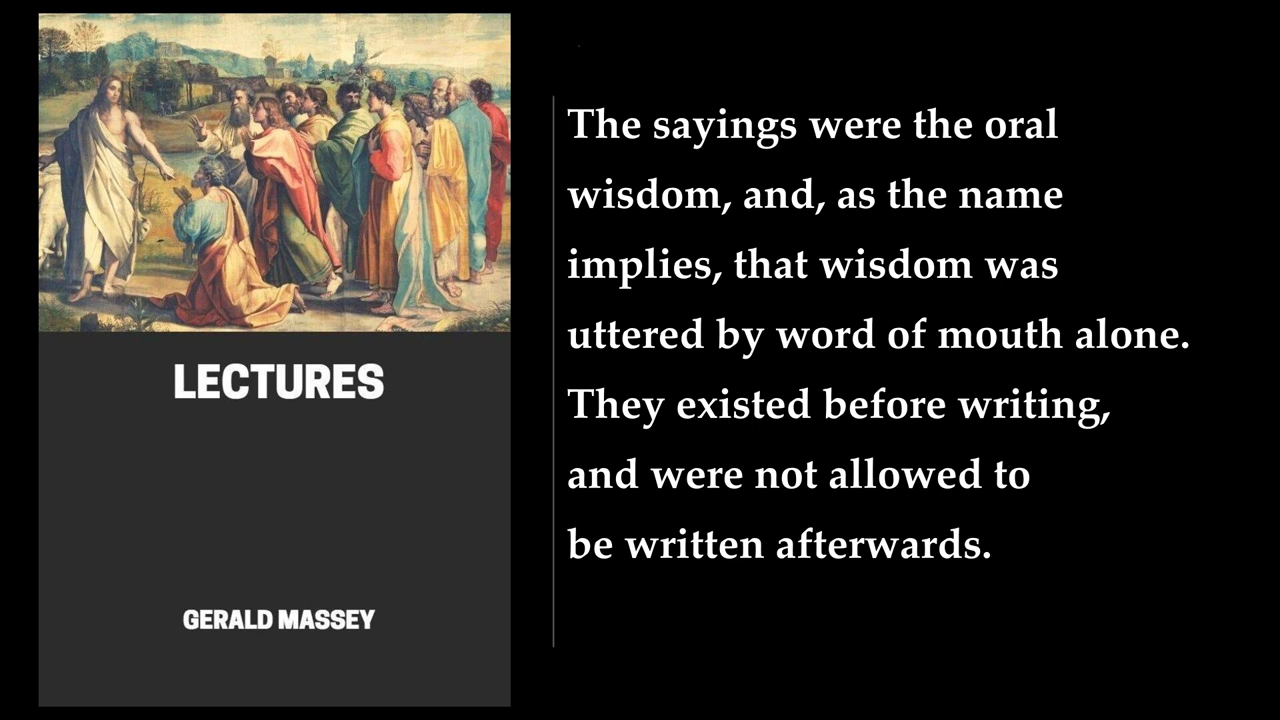 LECTURES
GERALD MASSEY
The sayings were the oral
wisdom, and, as the name
implies, that wisdom was
uttered by word of mouth alone.
They existed before writing,
and were not allowed to
be written afterwards.